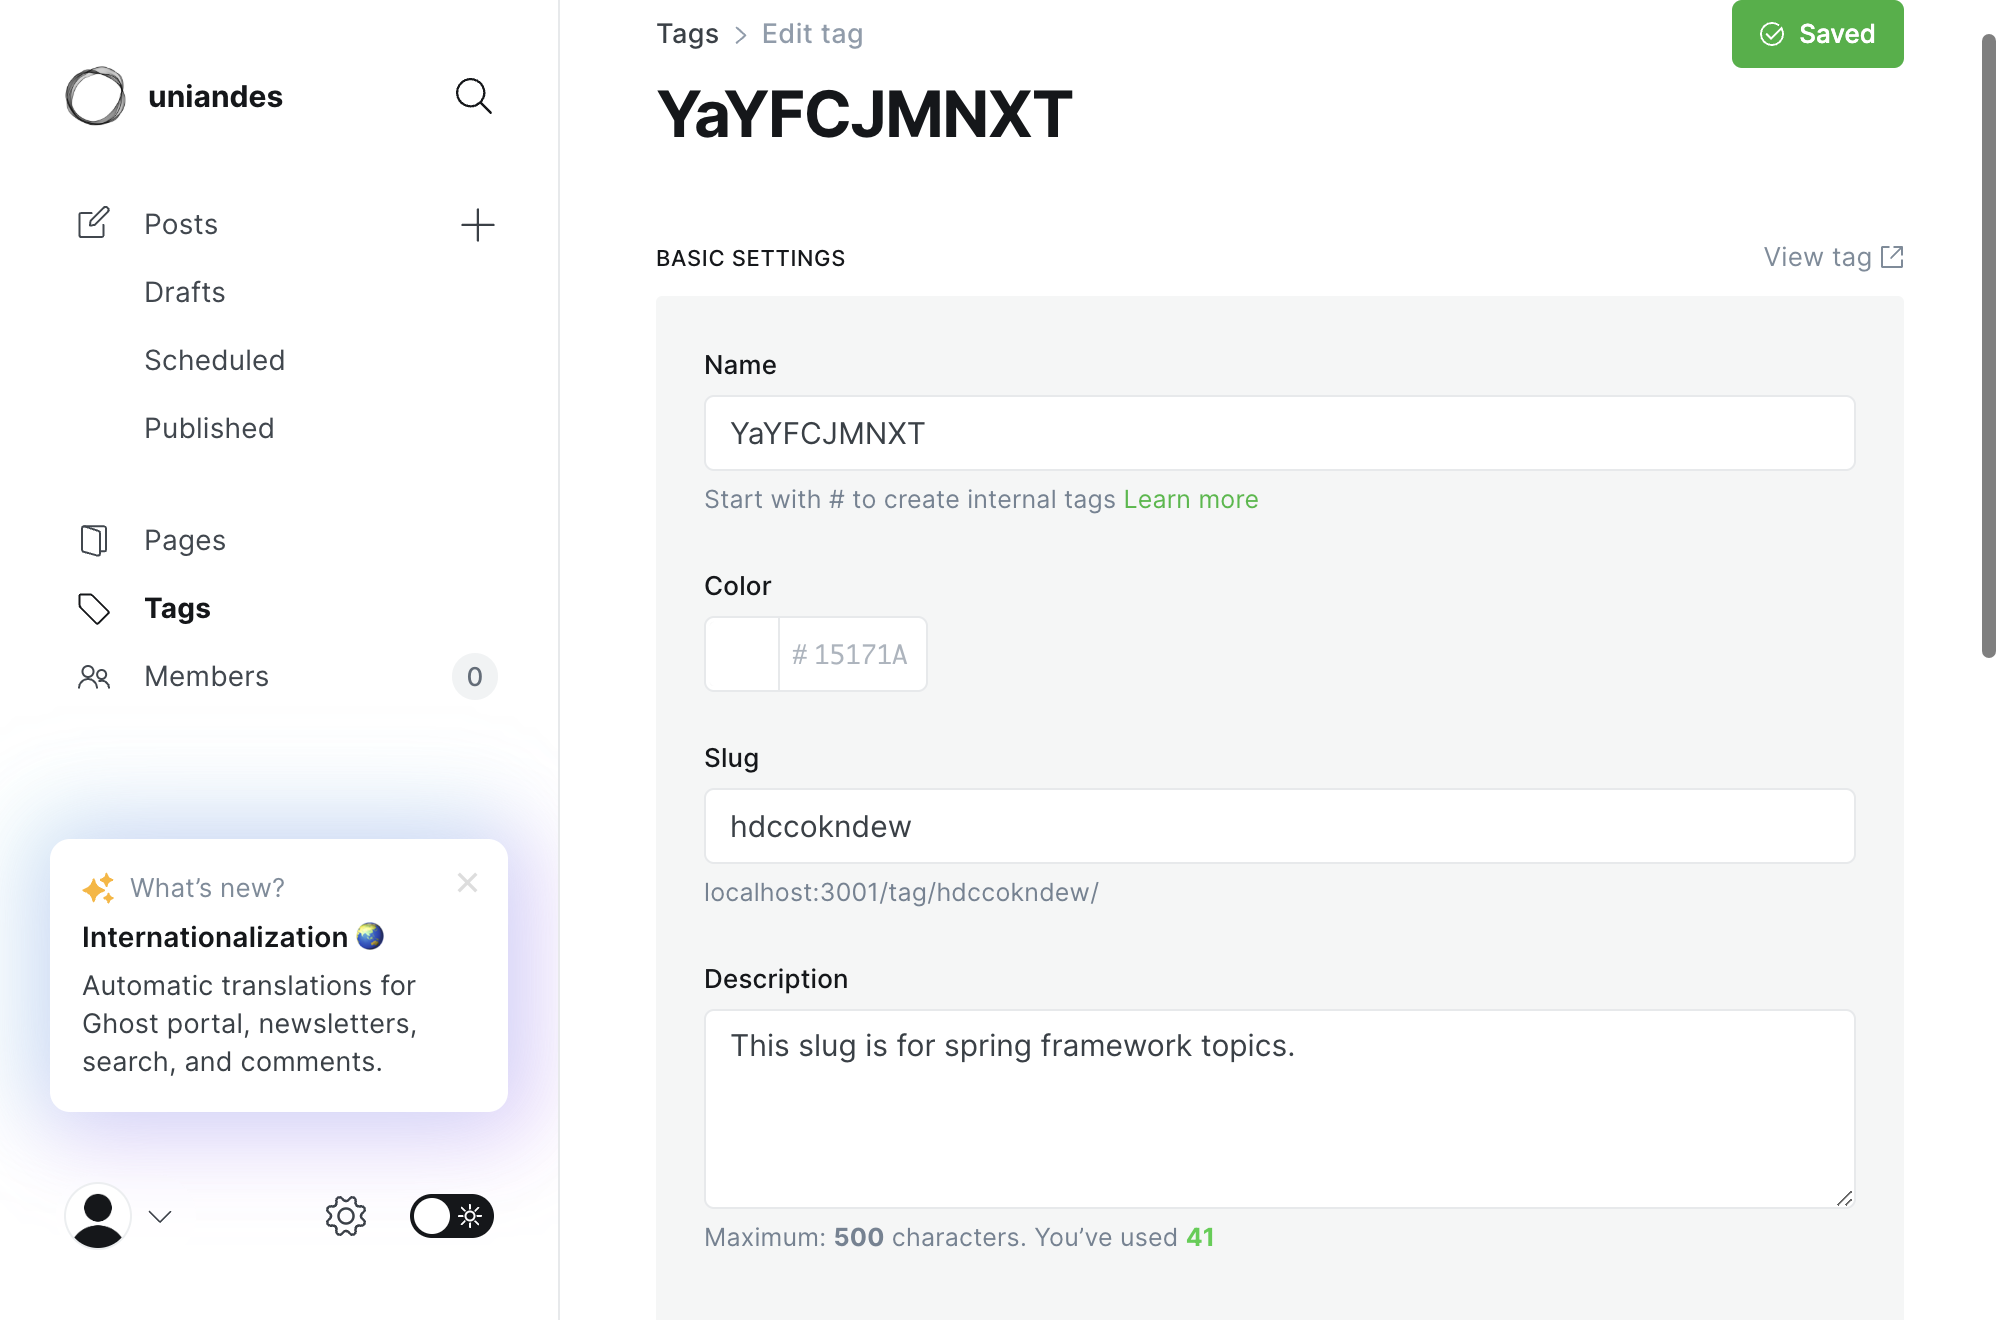 uniandes
Posts
Drafts
Scheduled
Published
Pages
Tags
Members
0
What's new?
Internationalization 🌏
Automatic translations for
Ghost portal, newsletters,
search, and comments.
Tags > Edit tag
Saved
YaYFCJMNXT
BASIC SETTINGS
View tag
Name
YaYFCJMNXT
Start with # to create internal tags Learn more
Color
# 15171A
Slug
hdccokndew
localhost:3001/tag/hdccokndew/
Description
This slug is for spring framework topics.
Maximum: 500 characters. You’ve used 41